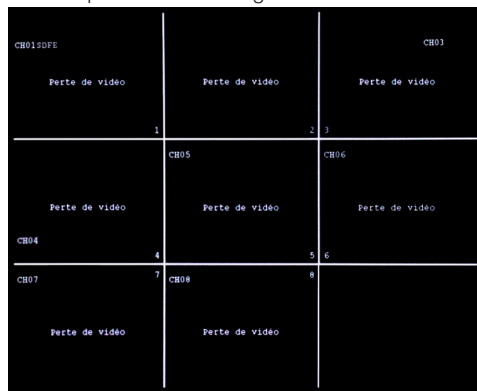 CH01SDFE
CH03
Perte de vidéo
Perte de vidéo
Perte de vidéo
1
2
3
CH05
CH06
Perte de vidéo
Perte de vidéo
Perte de vidéo
CH04
4
5
6
CH07
7
CH08
8
Perte de vidéo
Perte de vidéo